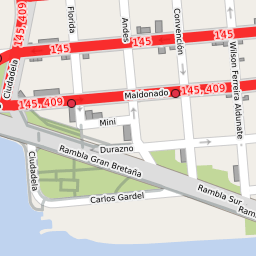 145.409
Florida
Andes
Convención
145
145
145
Wilson Ferreira Aldunate
Ciudadela
145.409
Maldonado
145.409
Mini
Durazno
Ciudadela
Rambla Gran Bretaña
Rambla Sur
Ram
Carlos Gardel